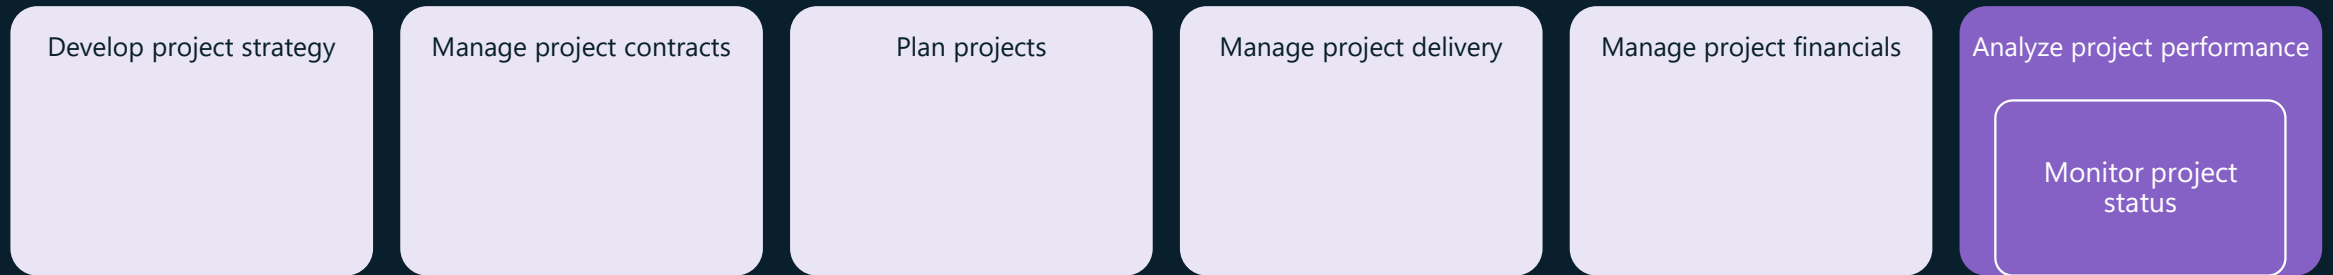 Develop project strategy
Manage project contracts
Plan projects
Manage project delivery
Manage project financials
Analyze project performance
Monitor project
status